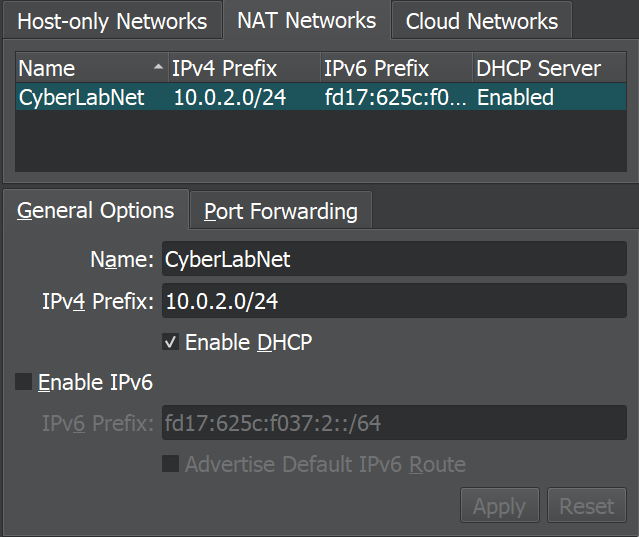 Host-only Networks NAT Networks Cloud Networks
Name IPv4 Prefix IPv6 Prefix DHCP Server
CyberLabNet 10.0.2.0/24 fd17:625c:f0... Enabled
General Options Port Forwarding
Name: CyberLabNet
IPv4 Prefix: 10.0.2.0/24
Enable DHCP
Enable IPv6
IPv6 Prefix: fd17:625c:f037:2::/64
Advertise Default IPv6 Route
Apply Reset